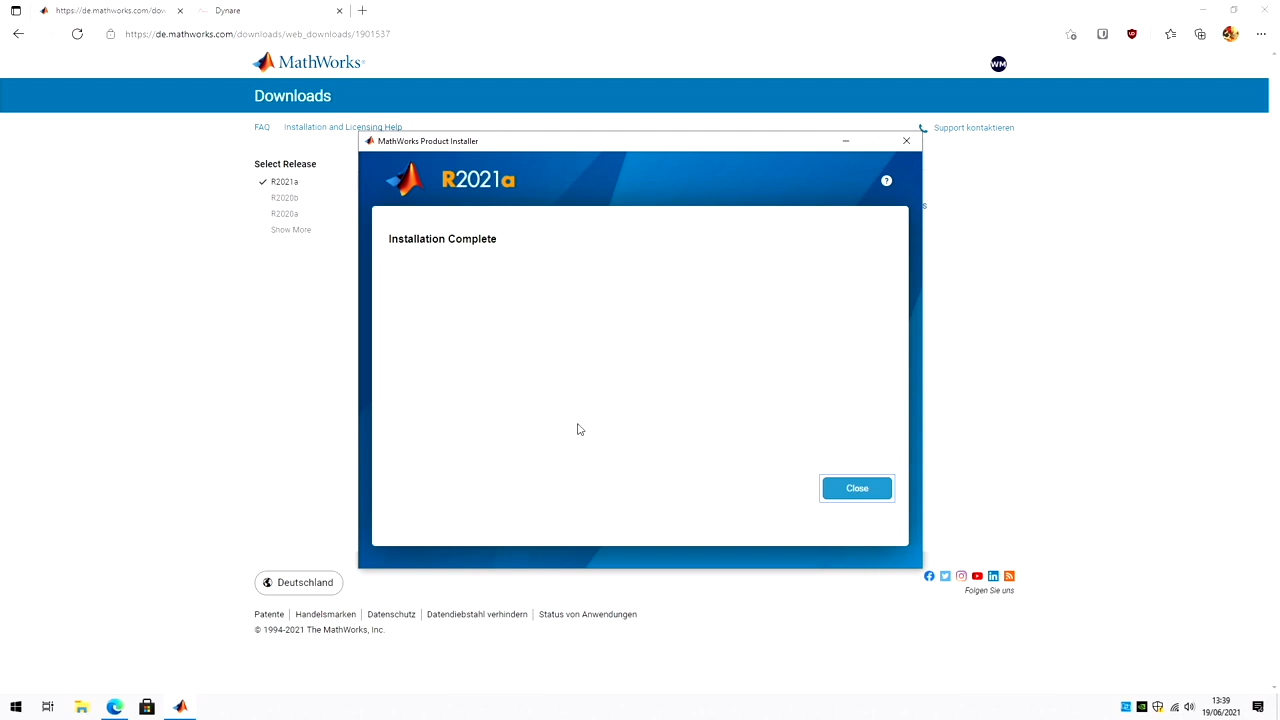 https://de.mathworks.com/dow
Dynare
https://de.mathworks.com/downloads/web_downloads/1901537
MathWorks®
WM
Downloads
FAQ
Installation and Licensing Help
Support kontaktieren
Select Release
R2021a
R2020b
R2020a
Show More
MathWorks Product Installer
R2021a
?
Installation Complete
Close
Deutschland
Folgen Sie uns
Patente
Handelsmarken
Datenschutz
Datendiebstahl verhindern
Status von Anwendungen
© 1994-2021 The MathWorks, Inc.
13:39
19/06/2021